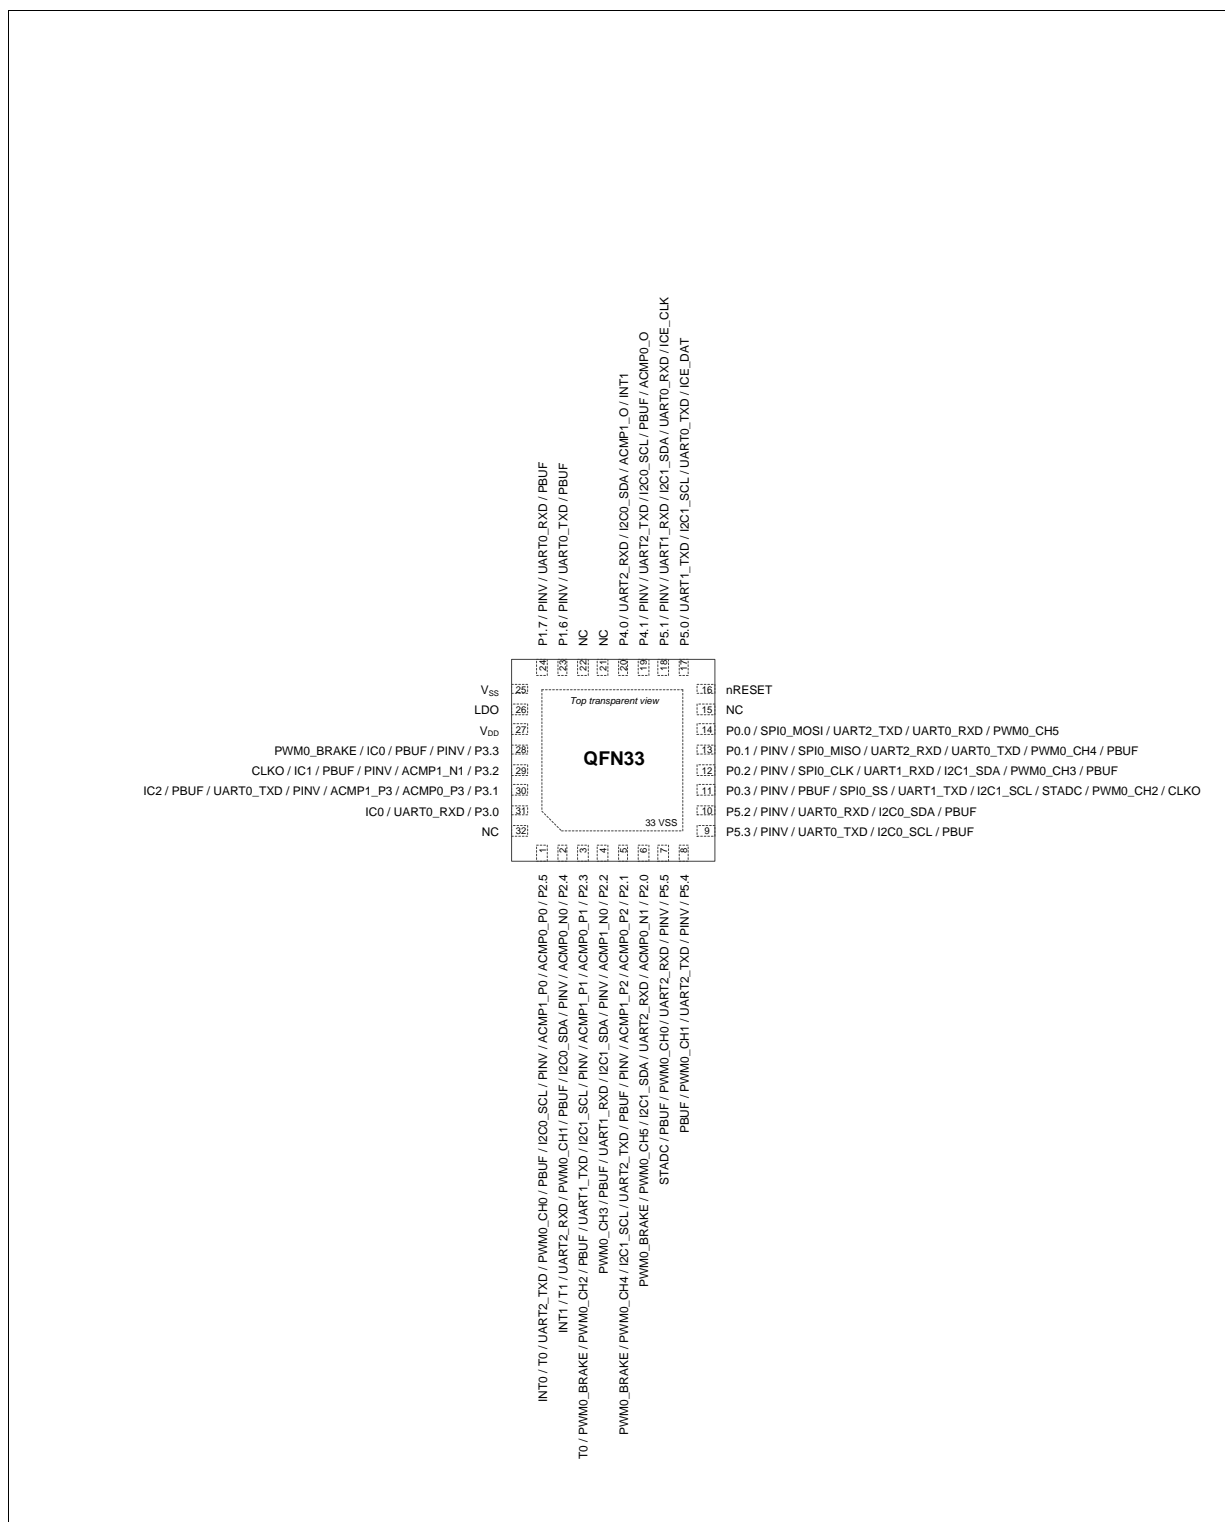 P1.7 / PINV / UART0_RXD / PBUF
P1.6 / PINV / UART0_TXD / PBUF
NC
NC
P4.0 / UART2_RXD / I2C0_SDA / ACMP1_O / INT1
P4.1 / PINV / UART2_TXD / I2C0_SCL / PBUF / ACMP0_O
P5.1 / PINV / UART1_RXD / I2C1_SDA / UART0_RXD / ICE_CLK
P5.0 / UART1_TXD / I2C1_SCL / UART0_TXD / ICE_DAT
24
23
22
21
20
19
18
17
VSS 25
LDO 26
VDD 27
PWM0_BRAKE / IC0 / PBUF / PINV / P3.3 28
CLKO / IC1 / PBUF / PINV / ACMP1_N1 / P3.2 29
IC2 / PBUF / UART0_TXD / PINV / ACMP1_P3 / ACMP0_P3 / P3.1 30
IC0 / UART0_RXD / P3.0 31
NC 32
Top transparent view
QFN33
33 VSS
16 nRESET
15 NC
14 P0.0 / SPI0_MOSI / UART2_TXD / UART0_RXD / PWM0_CH5
13 P0.1 / PINV / SPI0_MISO / UART2_RXD / UART0_TXD / PWM0_CH4 / PBUF
12 P0.2 / PINV / SPI0_CLK / UART1_RXD / I2C1_SDA / PWM0_CH3 / PBUF
11 P0.3 / PINV / PBUF / SPI0_SS / UART1_TXD / I2C1_SCL / STADC / PWM0_CH2 / CLKO
10 P5.2 / PINV / UART0_RXD / I2C0_SDA / PBUF
9 P5.3 / PINV / UART0_TXD / I2C0_SCL / PBUF
1
2
3
4
5
6
7
8
INT0 / T0 / UART2_TXD / PWM0_CH0 / PBUF / I2C0_SCL / PINV / ACMP1_P0 / ACMP0_P0 / P2.5
INT1 / T1 / UART2_RXD / PWM0_CH1 / PBUF / I2C0_SDA / PINV / ACMP0_N0 / P2.4
T0 / PWM0_BRAKE / PWM0_CH2 / PBUF / UART1_TXD / I2C1_SCL / PINV / ACMP1_P1 / ACMP0_P1 / P2.3
PWM0_CH3 / PBUF / UART1_RXD / I2C1_SDA / PINV / ACMP1_N0 / P2.2
PWM0_BRAKE / PWM0_CH4 / I2C1_SCL / UART2_TXD / PBUF / PINV / ACMP1_P2 / ACMP0_P2 / P2.1
PWM0_BRAKE / PWM0_CH5 / I2C1_SDA / UART2_RXD / ACMP0_N1 / P2.0
STADC / PBUF / PWM0_CH0 / UART2_RXD / PINV / P5.5
PBUF / PWM0_CH1 / UART2_TXD / PINV / P5.4